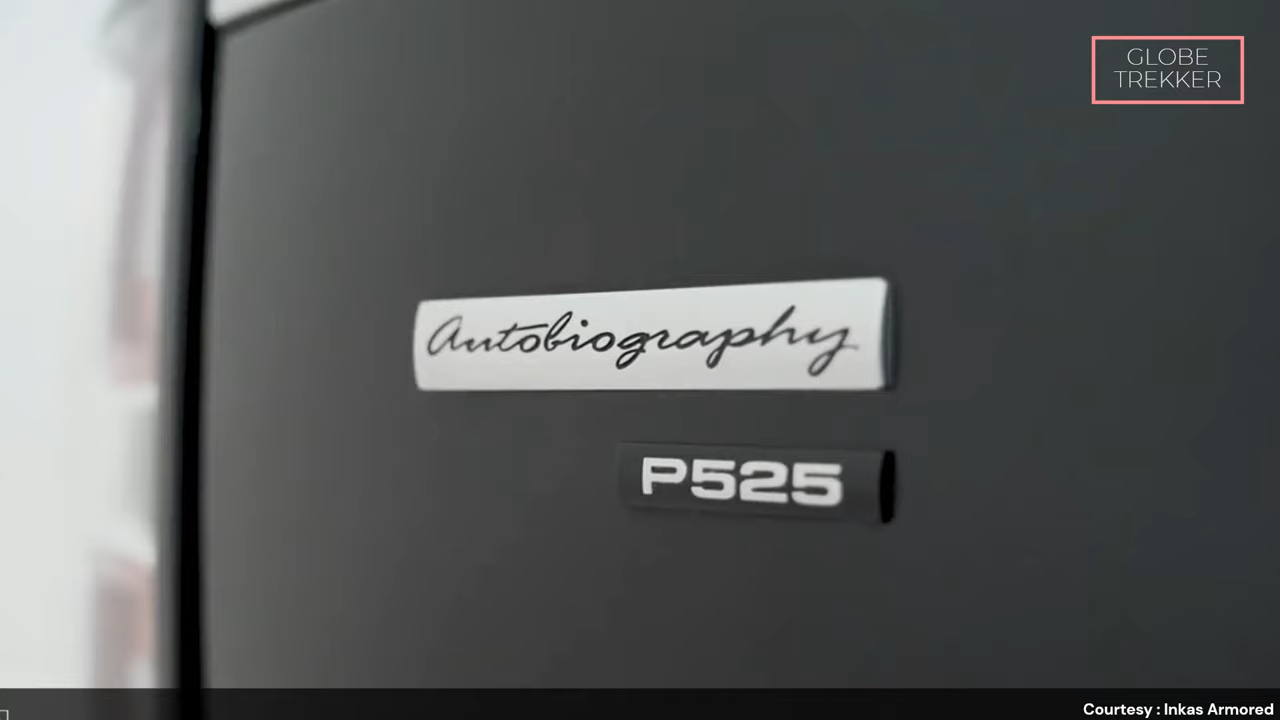 GLOBE
TREKKER
Autobiography
P525
Courtesy : Inkas Armored